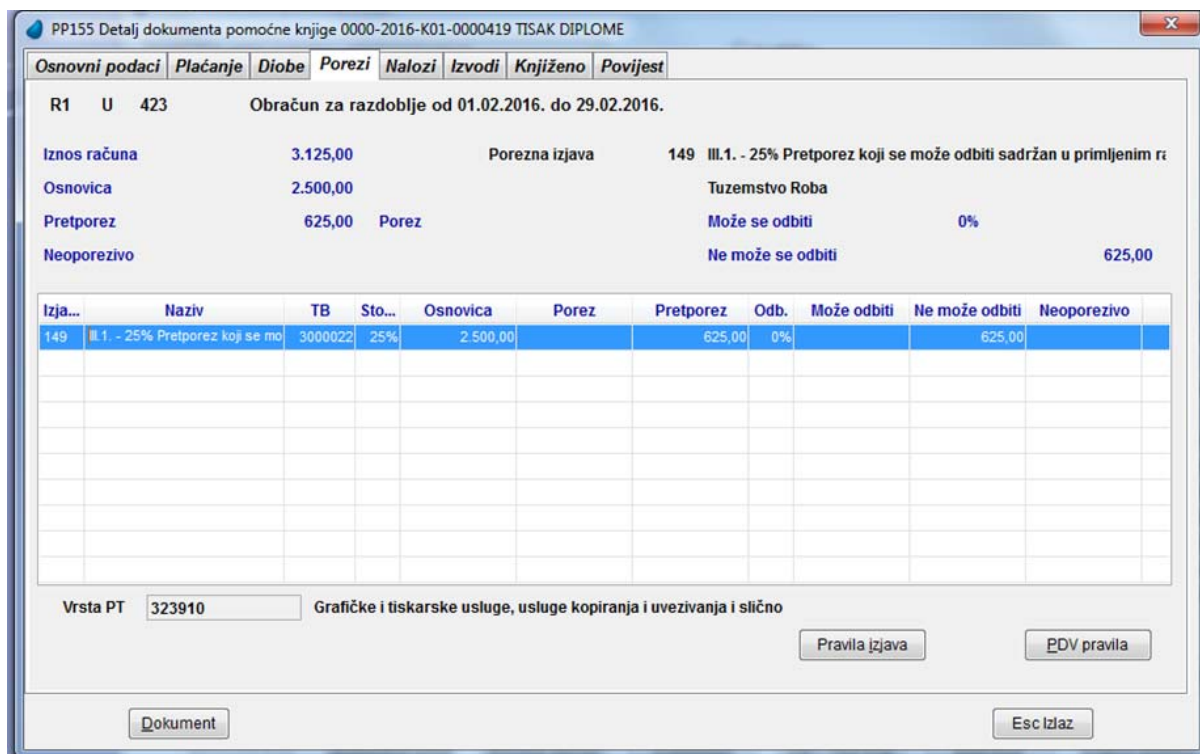 PP155 Detalj dokumenta pomoćne knjige 0000-2016-K01-0000419 TISAK DIPLOME
Osnovni podaci Plaćanje Diobe Porezi Nalozi Izvodi Knjiženo Povijest
R1 U 423 Obračun za razdoblje od 01.02.2016. do 29.02.2016.
Iznos računa 3.125,00 Porezna izjava 149 III.1. - 25% Pretporez koji se može odbiti sadržan u primljenim ra
Osnovica 2.500,00 Tuzemstvo Roba
Pretporez 625,00 Porez Može se odbiti 0%
Neoporezivo Ne može se odbiti 625,00
Izja... Naziv TB Sto... Osnovica Porez Pretporez Odb. Može odbiti Ne može odbiti Neoporezivo
149 III.1. - 25% Pretporez koji se mo 3000022 25% 2.500,00 625,00 0% 625,00
Vrsta PT 323910 Grafičke i tiskarske usluge, usluge kopiranja i uvezivanja i slično
Pravila izjava PDV pravila
Dokument Esc Izlaz